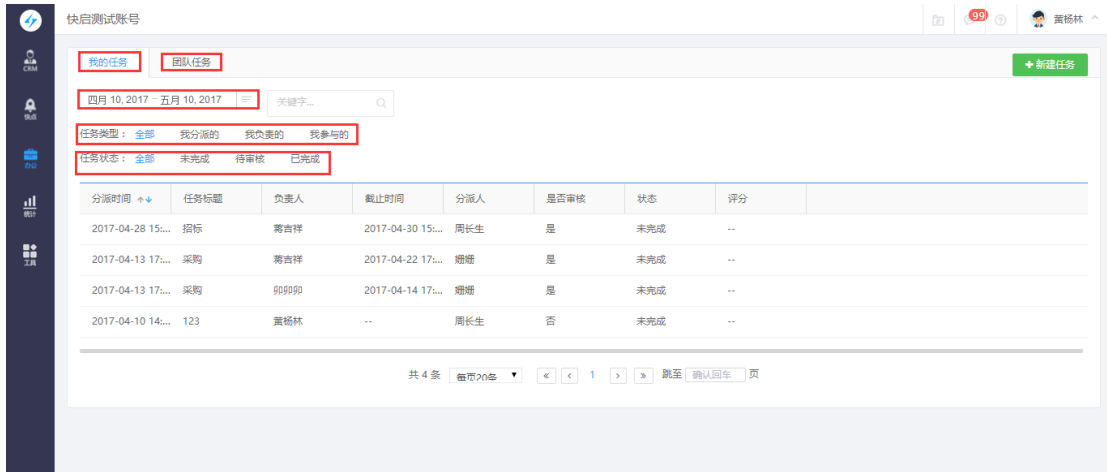 快启测试账号 99 黄杨林
CRM
快点
办公
统计
工具
我的任务 团队任务 +新建任务
四月 10, 2017 - 五月 10, 2017 关键字...
任务类型： 全部 我分派的 我负责的 我参与的
任务状态： 全部 未完成 待审核 已完成
分派时间 任务标题 负责人 截止时间 分派人 是否审核 状态 评分
2017-04-28 15:... 招标 蒋吉祥 2017-04-30 15:... 周长生 是 未完成 --
2017-04-13 17:... 采购 蒋吉祥 2017-04-22 17:... 姗姗 是 未完成 --
2017-04-13 17:... 采购 卯卯卯 2017-04-14 17:... 姗姗 是 未完成 --
2017-04-10 14:... 123 黄杨林 -- 周长生 否 未完成 --
共 4 条 每页20条 « < 1 > » 跳至 确认回车 页